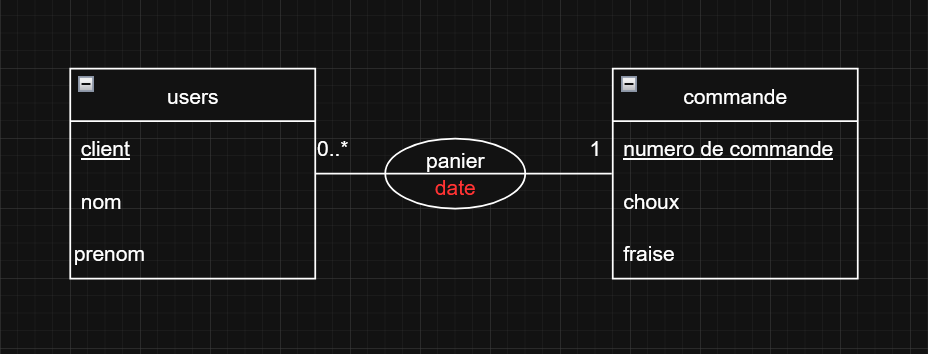 users
client
nom
prenom
0..*
panier
date
1
commande
numero de commande
choux
fraise